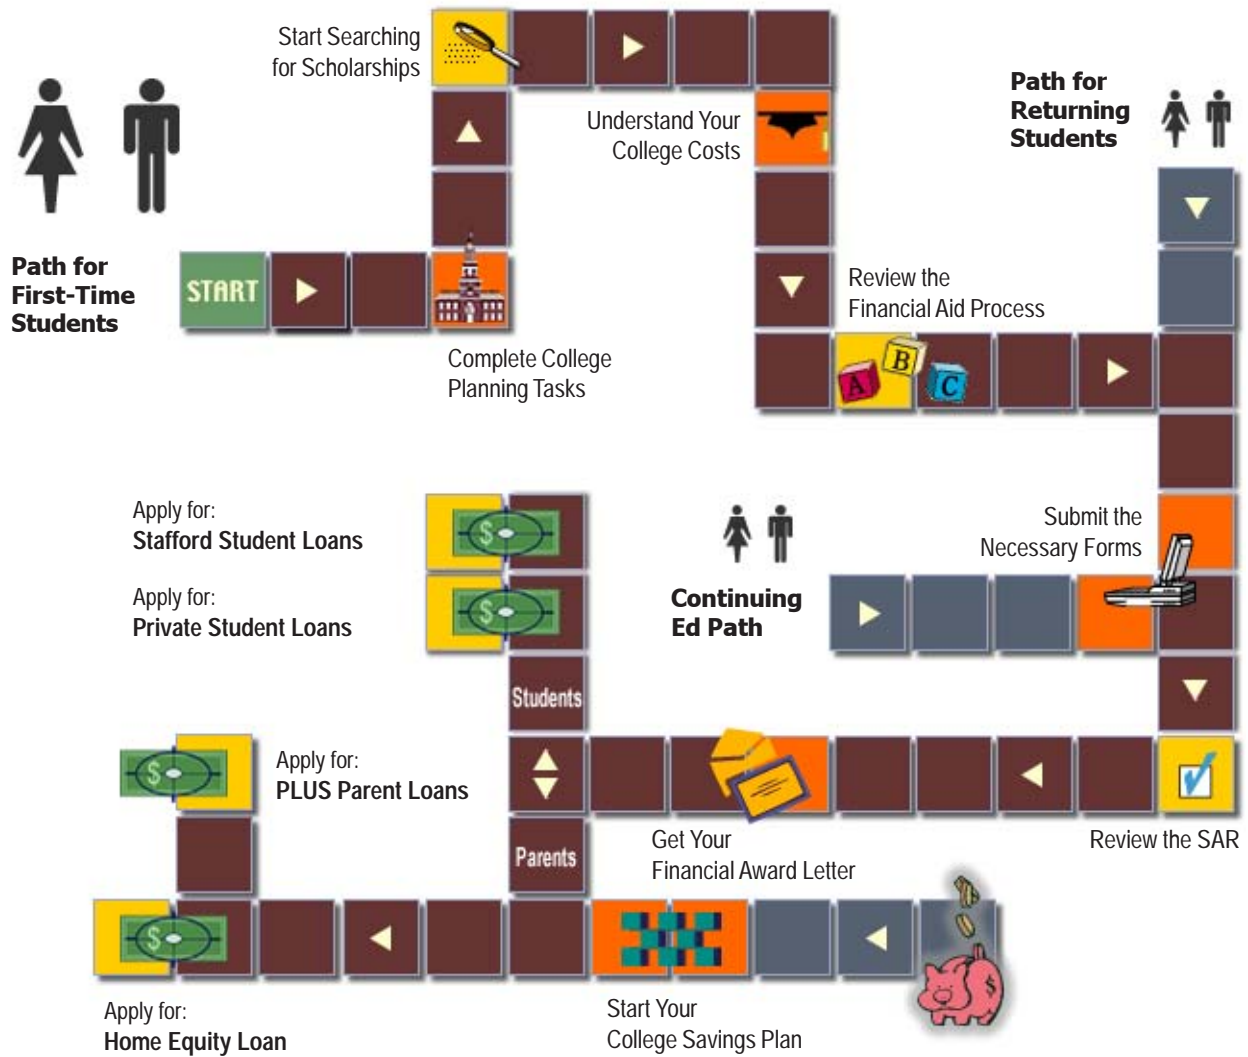 Start Searching
for Scholarships
Path for
Returning
Students
Understand Your
College Costs
Path for
First-Time
Students
START
Review the
Financial Aid Process
A B C
Complete College
Planning Tasks
Apply for:
Stafford Student Loans
$
Submit the
Necessary Forms
Apply for:
Private Student Loans
$
Continuing
Ed Path
Students
Apply for:
PLUS Parent Loans
$
Get Your
Financial Award Letter
Review the SAR
Parents
$
$
Apply for:
Home Equity Loan
Start Your
College Savings Plan